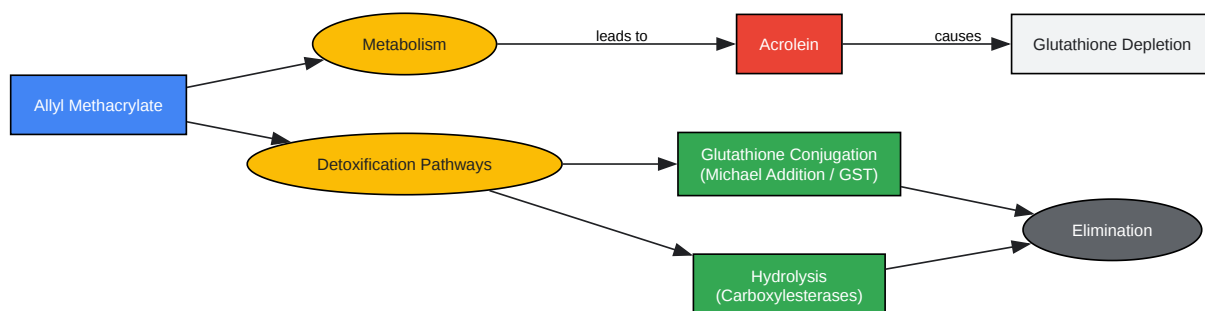 Metabolism
leads to
Acrolein
causes
Glutathione Depletion
Allyl Methacrylate
Detoxification Pathways
Glutathione Conjugation
(Michael Addition / GST)
Elimination
Hydrolysis
(Carboxylesterases)